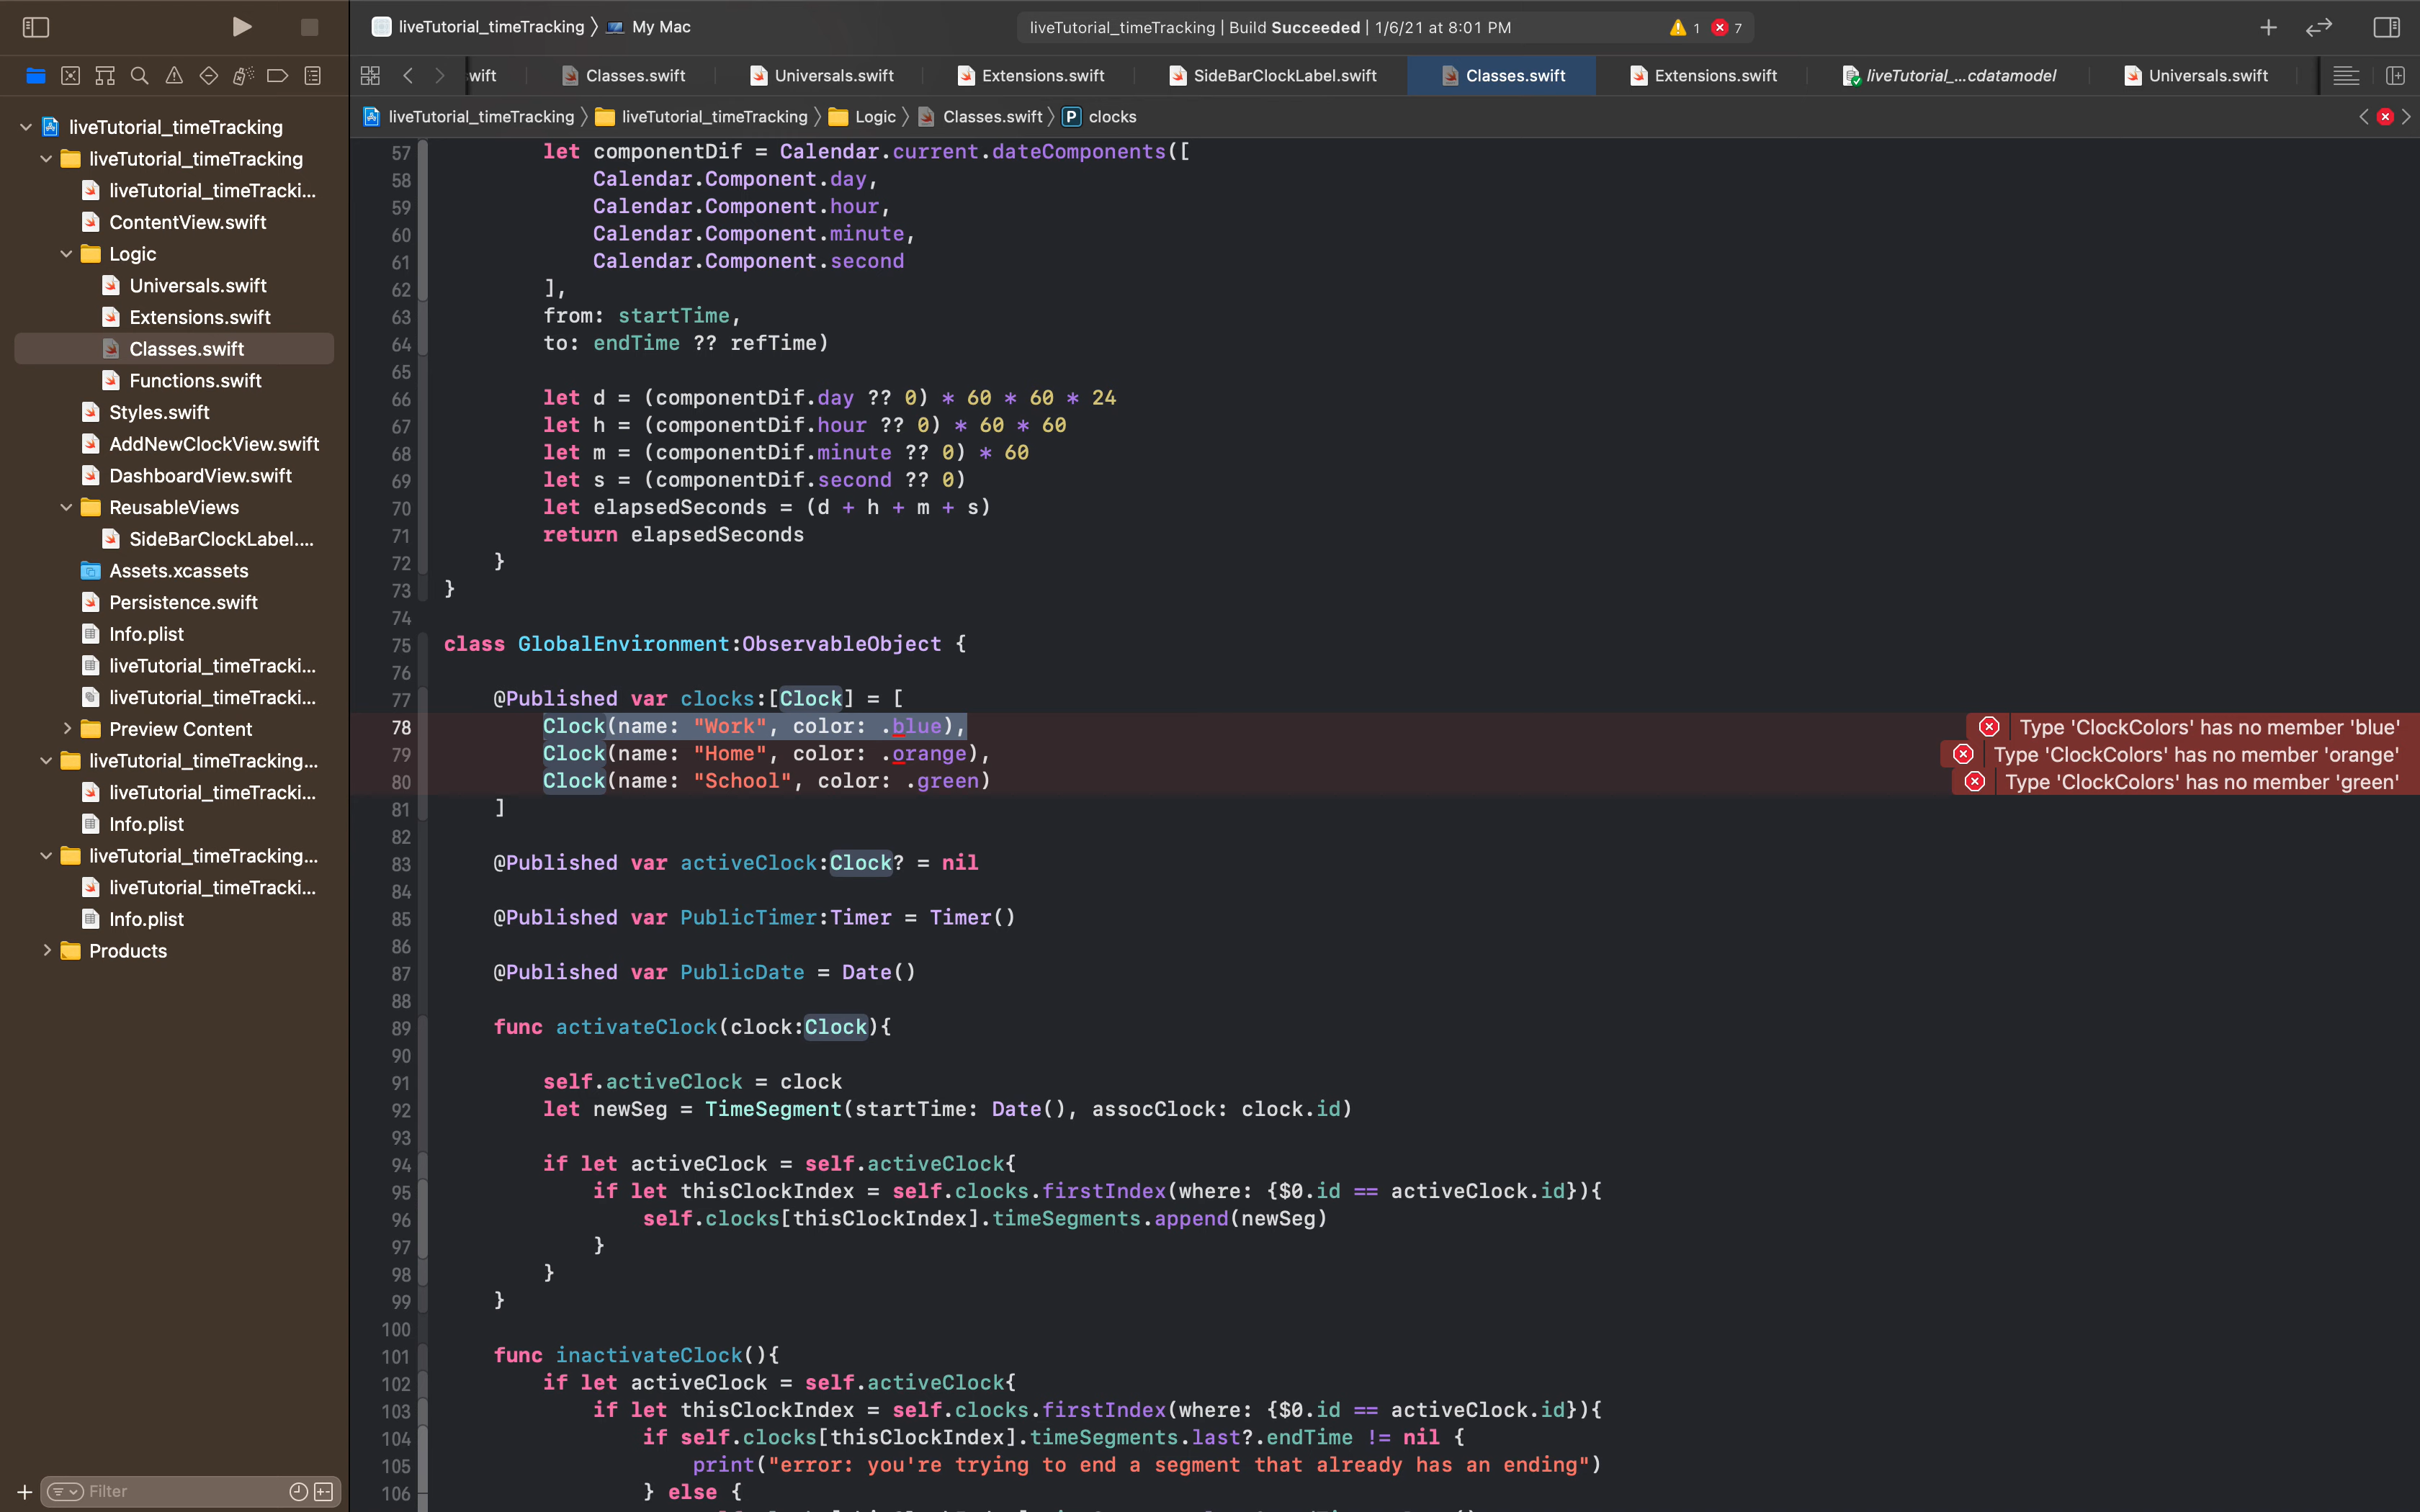 liveTutorial_timeTracking 〉 My Mac
liveTutorial_timeTracking | Build Succeeded | 1/6/21 at 8:01 PM
1
7
wift
Classes.swift
Universals.swift
Extensions.swift
SideBarClockLabel.swift
Classes.swift
Extensions.swift
liveTutorial_...cdatamodel
Universals.swift
liveTutorial_timeTracking 〉 liveTutorial_timeTracking 〉 Logic 〉 Classes.swift 〉 P clocks
liveTutorial_timeTracking
liveTutorial_timeTracking
liveTutorial_timeTracki...
ContentView.swift
Logic
Universals.swift
Extensions.swift
Classes.swift
Functions.swift
Styles.swift
AddNewClockView.swift
DashboardView.swift
ReusableViews
SideBarClockLabel....
Assets.xcassets
Persistence.swift
Info.plist
liveTutorial_timeTracki...
liveTutorial_timeTracki...
Preview Content
liveTutorial_timeTracking...
liveTutorial_timeTracki...
Info.plist
liveTutorial_timeTracking...
liveTutorial_timeTracki...
Info.plist
Products
Filter
57 let componentDif = Calendar.current.dateComponents([
58 Calendar.Component.day,
59 Calendar.Component.hour,
60 Calendar.Component.minute,
61 Calendar.Component.second
62 ],
63 from: startTime,
64 to: endTime ?? refTime)
65
66 let d = (componentDif.day ?? 0) * 60 * 60 * 24
67 let h = (componentDif.hour ?? 0) * 60 * 60
68 let m = (componentDif.minute ?? 0) * 60
69 let s = (componentDif.second ?? 0)
70 let elapsedSeconds = (d + h + m + s)
71 return elapsedSeconds
72 }
73 }
74
75 class GlobalEnvironment:ObservableObject {
76
77 @Published var clocks:[Clock] = [
78 Clock(name: "Work", color: .blue), Type 'ClockColors' has no member 'blue'
79 Clock(name: "Home", color: .orange), Type 'ClockColors' has no member 'orange'
80 Clock(name: "School", color: .green) Type 'ClockColors' has no member 'green'
81 ]
82
83 @Published var activeClock:Clock? = nil
84
85 @Published var PublicTimer:Timer = Timer()
86
87 @Published var PublicDate = Date()
88
89 func activateClock(clock:Clock){
90
91 self.activeClock = clock
92 let newSeg = TimeSegment(startTime: Date(), assocClock: clock.id)
93
94 if let activeClock = self.activeClock{
95 if let thisClockIndex = self.clocks.firstIndex(where: {$0.id == activeClock.id}){
96 self.clocks[thisClockIndex].timeSegments.append(newSeg)
97 }
98 }
99 }
100
101 func inactivateClock(){
102 if let activeClock = self.activeClock{
103 if let thisClockIndex = self.clocks.firstIndex(where: {$0.id == activeClock.id}){
104 if self.clocks[thisClockIndex].timeSegments.last?.endTime != nil {
105 print("error: you're trying to end a segment that already has an ending")
106 } else {